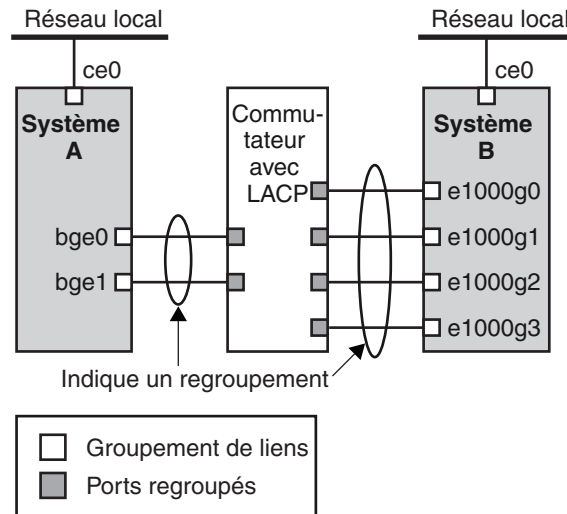 Réseau local
Réseau local
ce0
ce0
Système
A
Commu-
tateur
avec
LACP
Système
B
bge0
bge1
e1000g0
e1000g1
e1000g2
e1000g3
Indique un regroupement
Groupement de liens
Ports regroupés